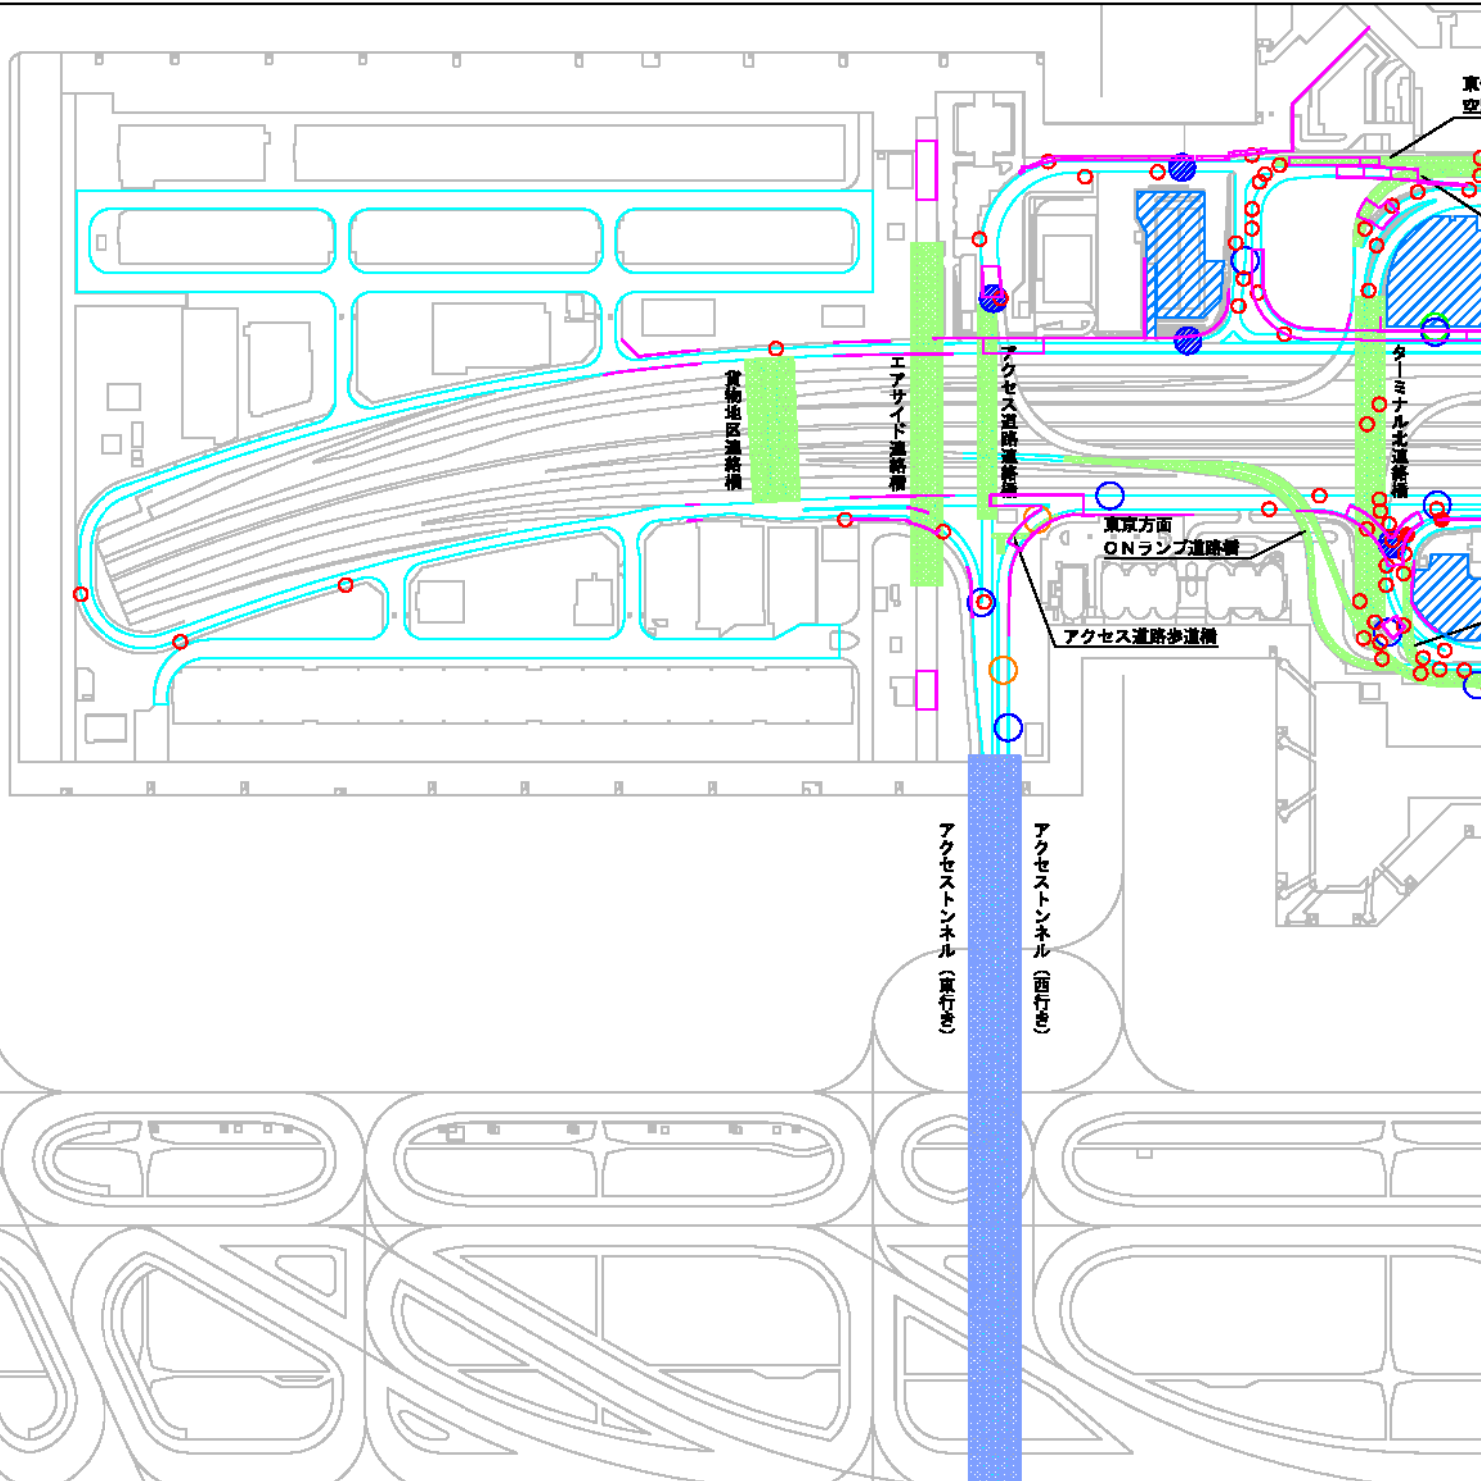 東
空
貨物地区連絡橋
エアサイド連絡橋
アクセス道路連絡橋
ターミナル北連絡橋
東京方面
ONランプ道路橋
アクセス道路歩道橋
アクセストンネル（東行き）
アクセストンネル（西行き）